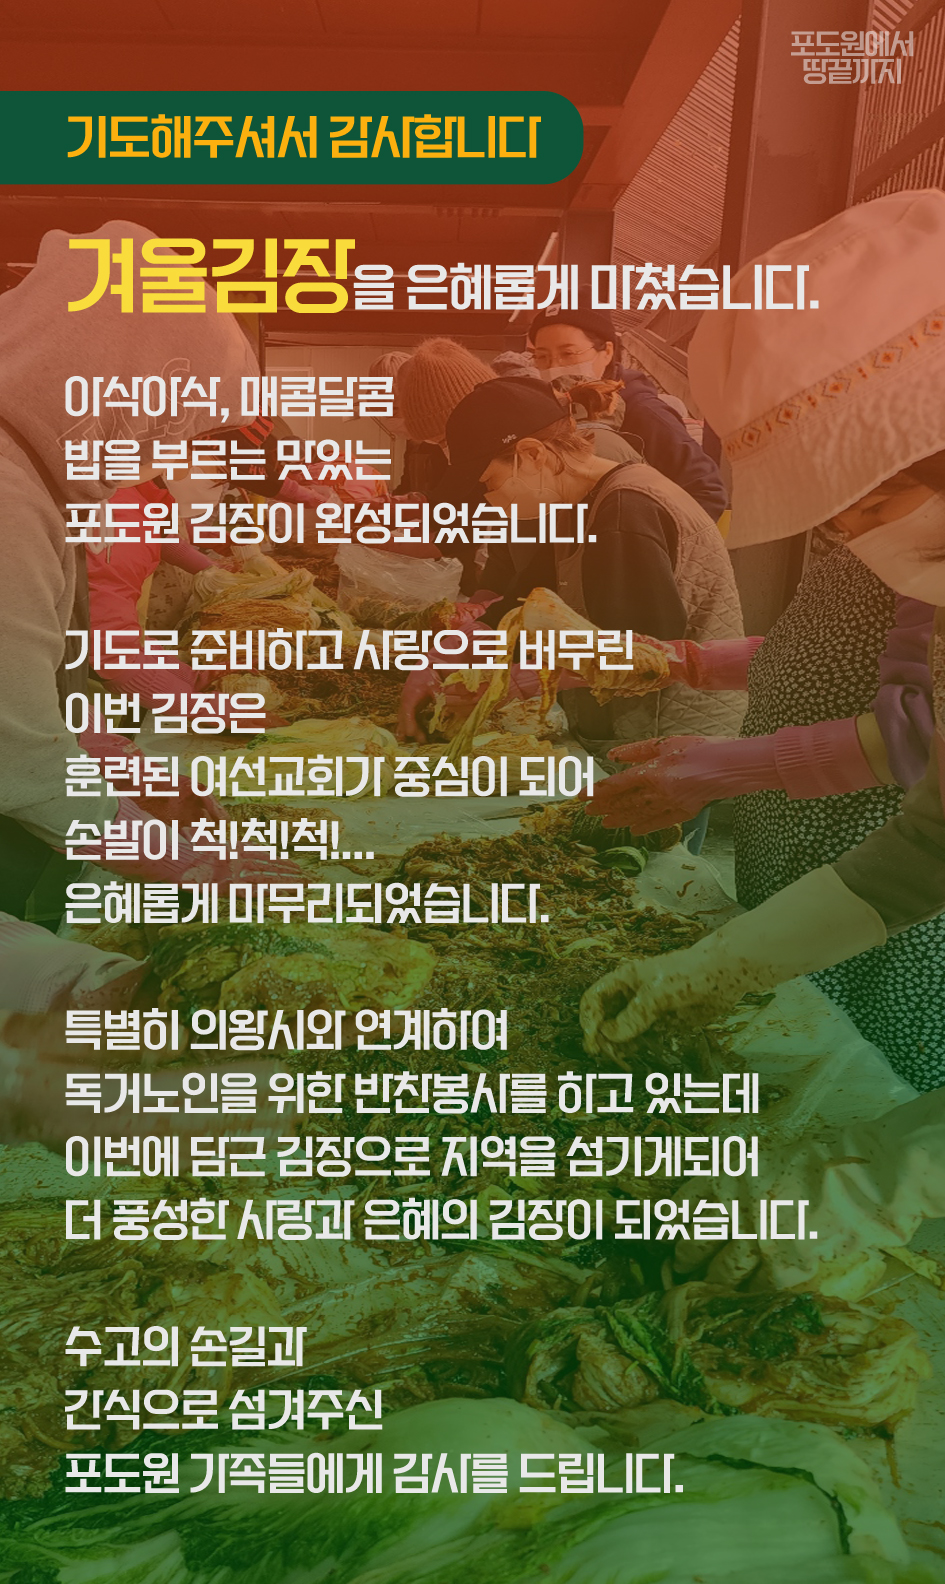 포도원에서
땅끝까지
기도해주셔서 감사합니다
겨울김장을 은혜롭게 마쳤습니다.
아삭아삭, 매콤달콤
밥을 부르는 맛있는
포도원 김장이 완성되었습니다.
기도로 준비하고 사랑으로 버무린
이번 김장은
훈련된 여선교회가 중심이 되어
손발이 척!척!척!...
은혜롭게 마무리되었습니다.
특별히 의왕시와 연계하여
독거노인을 위한 반찬봉사를 하고 있는데
이번에 담근 김장으로 지역을 섬기게되어
더 풍성한 사랑과 은혜의 김장이 되었습니다.
수고의 손길과
간식으로 섬겨주신
포도원 가족들에게 감사를 드립니다.